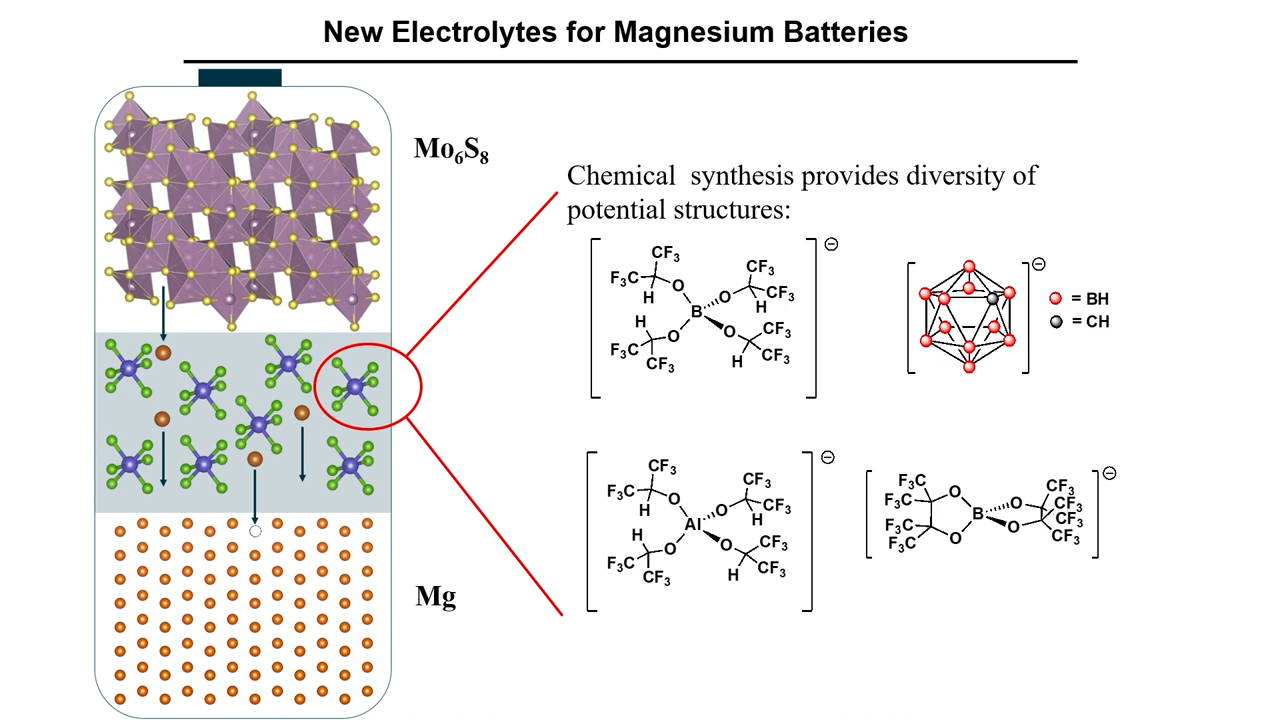 New Electrolytes for Magnesium Batteries
Mo₆S₈
Chemical synthesis provides diversity of
potential structures:
CF₃
F₃C
H
O
CF₃
O
CF₃
H
B
H
O
F₃C
CF₃
O
CF₃
H
CF₃
⊖
⊖
= BH
= CH
CF₃
F₃C
H
O
CF₃
O
CF₃
H
Al
H
O
F₃C
CF₃
O
CF₃
H
CF₃
⊖
F₃C
F₃C
O
F₃C
F₃C
O
B
O
O
CF₃
CF₃
CF₃
CF₃
⊖
Mg